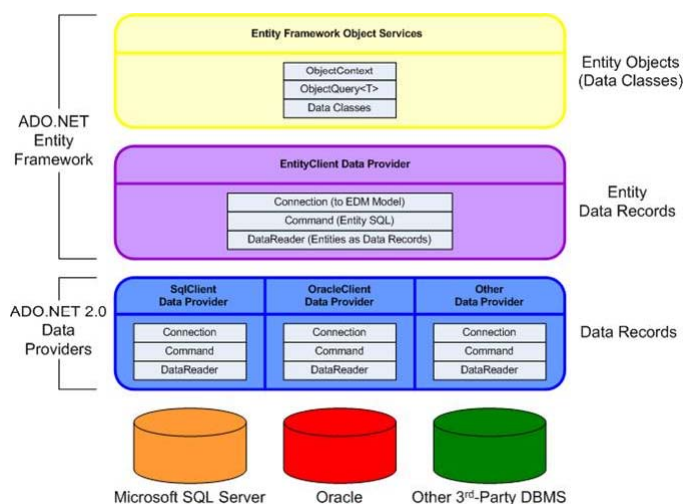 Entity Framework Object Services
ObjectContext
ObjectQuery<T>
Data Classes
Entity Objects
(Data Classes)
ADO.NET
Entity
Framework
EntityClient Data Provider
Connection (to EDM Model)
Command (Entity SQL)
DataReader (Entities as Data Records)
Entity
Data Records
ADO.NET 2.0
Data
Providers
SqlClient
Data Provider
Connection
Command
DataReader
OracleClient
Data Provider
Connection
Command
DataReader
Other
Data Provider
Connection
Command
DataReader
Data Records
Microsoft SQL Server
Oracle
Other 3rd-Party DBMS